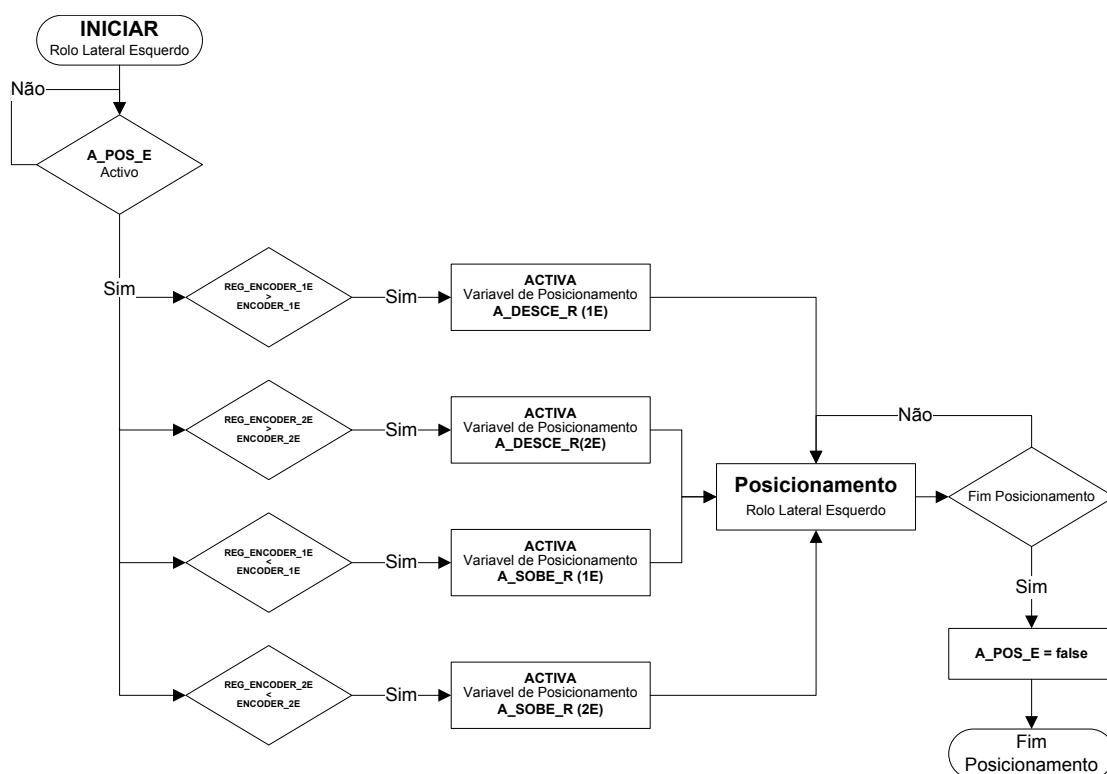 INICIAR
Rolo Lateral Esquerdo
Não
A_POS_E
Activo
Sim
REG_ENCODER_1E
>
ENCODER_1E
Sim
ACTIVA
Variavel de Posicionamento
A_DESCE_R (1E)
REG_ENCODER_2E
>
ENCODER_2E
Sim
ACTIVA
Variavel de Posicionamento
A_DESCE_R(2E)
Não
Posicionamento
Rolo Lateral Esquerdo
Fim Posicionamento
REG_ENCODER_1E
<
ENCODER_1E
Sim
ACTIVA
Variavel de Posicionamento
A_SOBE_R (1E)
Sim
REG_ENCODER_2E
<
ENCODER_2E
Sim
ACTIVA
Variavel de Posicionamento
A_SOBE_R (2E)
A_POS_E = false
Fim
Posicionamento